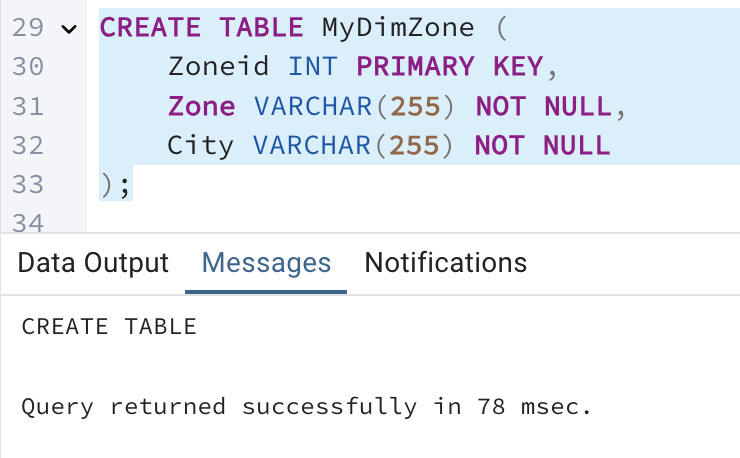 29 CREATE TABLE MyDimZone (
30 Zoneid INT PRIMARY KEY,
31 Zone VARCHAR(255) NOT NULL,
32 City VARCHAR(255) NOT NULL
33 );
34
Data Output Messages Notifications
CREATE TABLE
Query returned successfully in 78 msec.